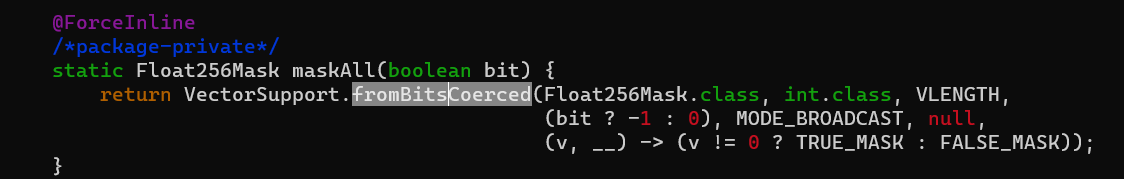 @ForceInline
/*package-private*/
static Float256Mask maskAll(boolean bit) {
    return VectorSupport.fromBitsCoerced(Float256Mask.class, int.class, VLENGTH,
                                         (bit ? -1 : 0), MODE_BROADCAST, null,
                                         (v, __) -> (v != 0 ? TRUE_MASK : FALSE_MASK));
}